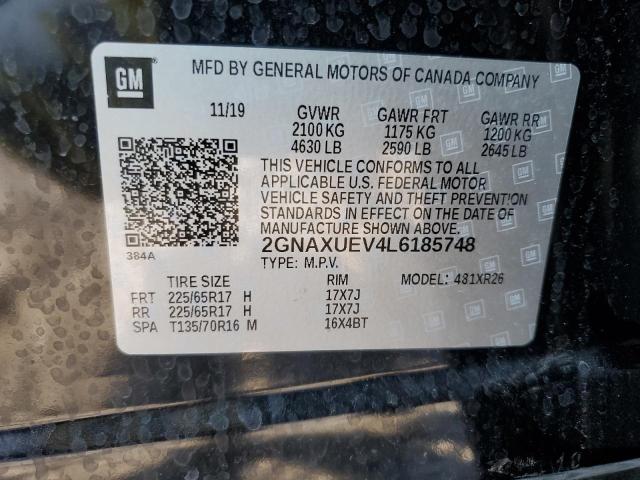 GM
MFD BY GENERAL MOTORS OF CANADA COMPANY
11/19 GVWR GAWR FRT GAWR RR
2100 KG 1175 KG 1200 KG
4630 LB 2590 LB 2645 LB
THIS VEHICLE CONFORMS TO ALL
APPLICABLE U.S. FEDERAL MOTOR
VEHICLE SAFETY AND THEFT PREVENTION
STANDARDS IN EFFECT ON THE DATE OF
MANUFACTURE SHOWN ABOVE.
2GNAXUEV4L6185748
384A
TYPE: M.P.V. MODEL: 481XR26
TIRE SIZE RIM
FRT 225/65R17 H 17X7J
RR 225/65R17 H 17X7J
SPA T135/70R16 M 16X4BT